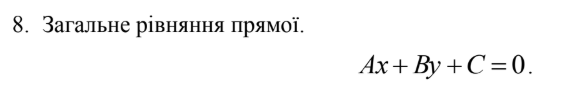 8. Загальне рівняння прямої.
Ax + By + C = 0.